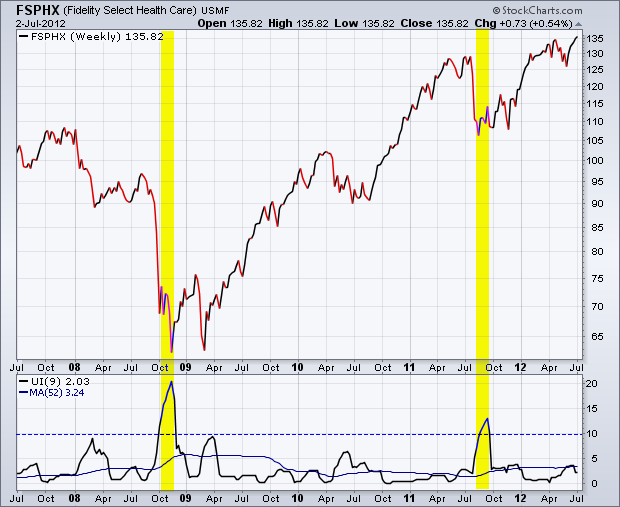 FSPHX (Fidelity Select Health Care) USMF
© StockCharts.com
2-Jul-2012
Open 135.82 High 135.82 Low 135.82 Close 135.82 Chg +0.73 (+0.54%)
FSPHX (Weekly) 135.82
135
130
125
120
115
110
105
100
95
90
85
80
75
70
65
Jul Oct 08 Apr Jul Oct 09 Apr Jul Oct 10 Apr Jul Oct 11 Apr Jul Oct 12 Apr Jul
UI(9) 2.03
MA(52) 3.24
20
15
10
5
0
Jul Oct 08 Apr Jul Oct 09 Apr Jul Oct 10 Apr Jul Oct 11 Apr Jul Oct 12 Apr Jul